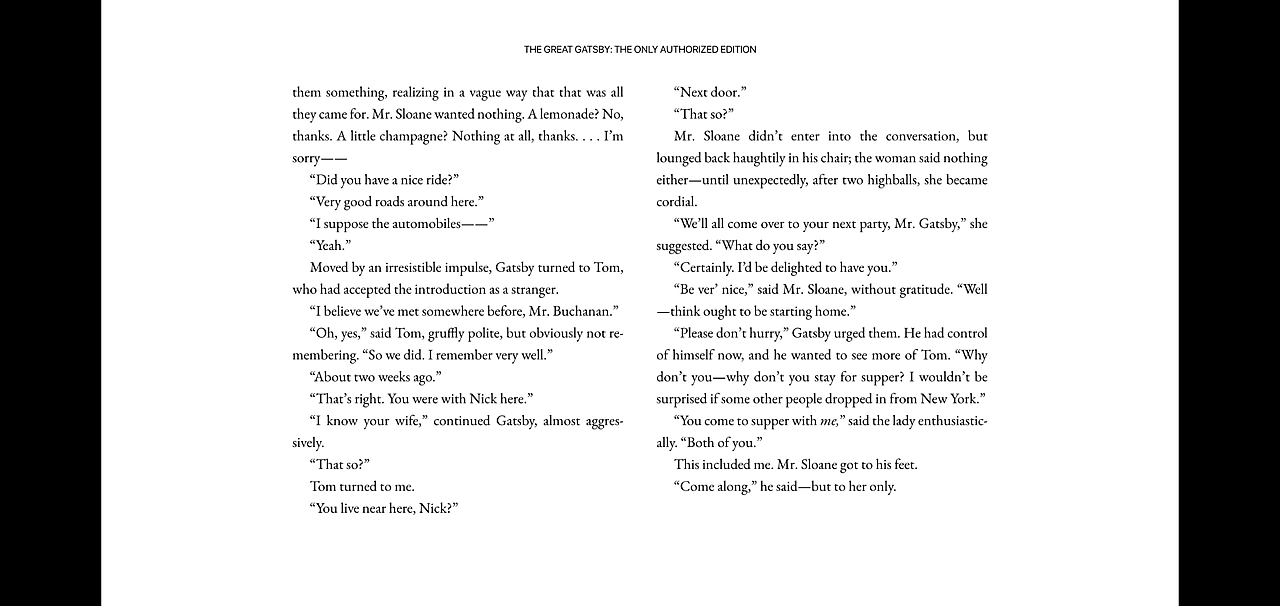 THE GREAT GATSBY: THE ONLY AUTHORIZED EDITION
them something, realizing in a vague way that that was all
they came for. Mr. Sloane wanted nothing. A lemonade? No,
thanks. A little champagne? Nothing at all, thanks. . . . I’m
sorry——
“Did you have a nice ride?”
“Very good roads around here.”
“I suppose the automobiles——”
“Yeah.”
Moved by an irresistible impulse, Gatsby turned to Tom,
who had accepted the introduction as a stranger.
“I believe we’ve met somewhere before, Mr. Buchanan.”
“Oh, yes,” said Tom, gruffly polite, but obviously not re-
membering. “So we did. I remember very well.”
“About two weeks ago.”
“That’s right. You were with Nick here.”
“I know your wife,” continued Gatsby, almost aggres-
sively.
“That so?”
Tom turned to me.
“You live near here, Nick?”
“Next door.”
“That so?”
Mr. Sloane didn’t enter into the conversation, but
lounged back haughtily in his chair; the woman said nothing
either—until unexpectedly, after two highballs, she became
cordial.
“We’ll all come over to your next party, Mr. Gatsby,” she
suggested. “What do you say?”
“Certainly. I’d be delighted to have you.”
“Be ver’ nice,” said Mr. Sloane, without gratitude. “Well
—think ought to be starting home.”
“Please don’t hurry,” Gatsby urged them. He had control
of himself now, and he wanted to see more of Tom. “Why
don’t you—why don’t you stay for supper? I wouldn’t be
surprised if some other people dropped in from New York.”
“You come to supper with me,” said the lady enthusiastic-
ally. “Both of you.”
This included me. Mr. Sloane got to his feet.
“Come along,” he said—but to her only.